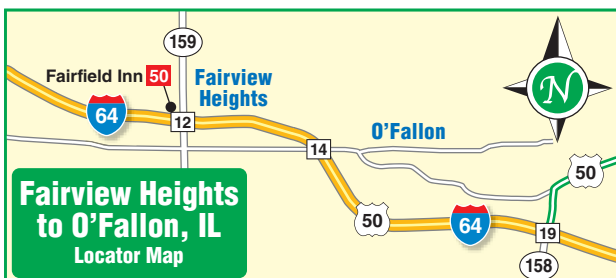 159
Fairfield Inn 50
Fairview
Heights
64
12
N
O'Fallon
14
50
Fairview Heights
to O'Fallon, IL
Locator Map
50
64
19
158